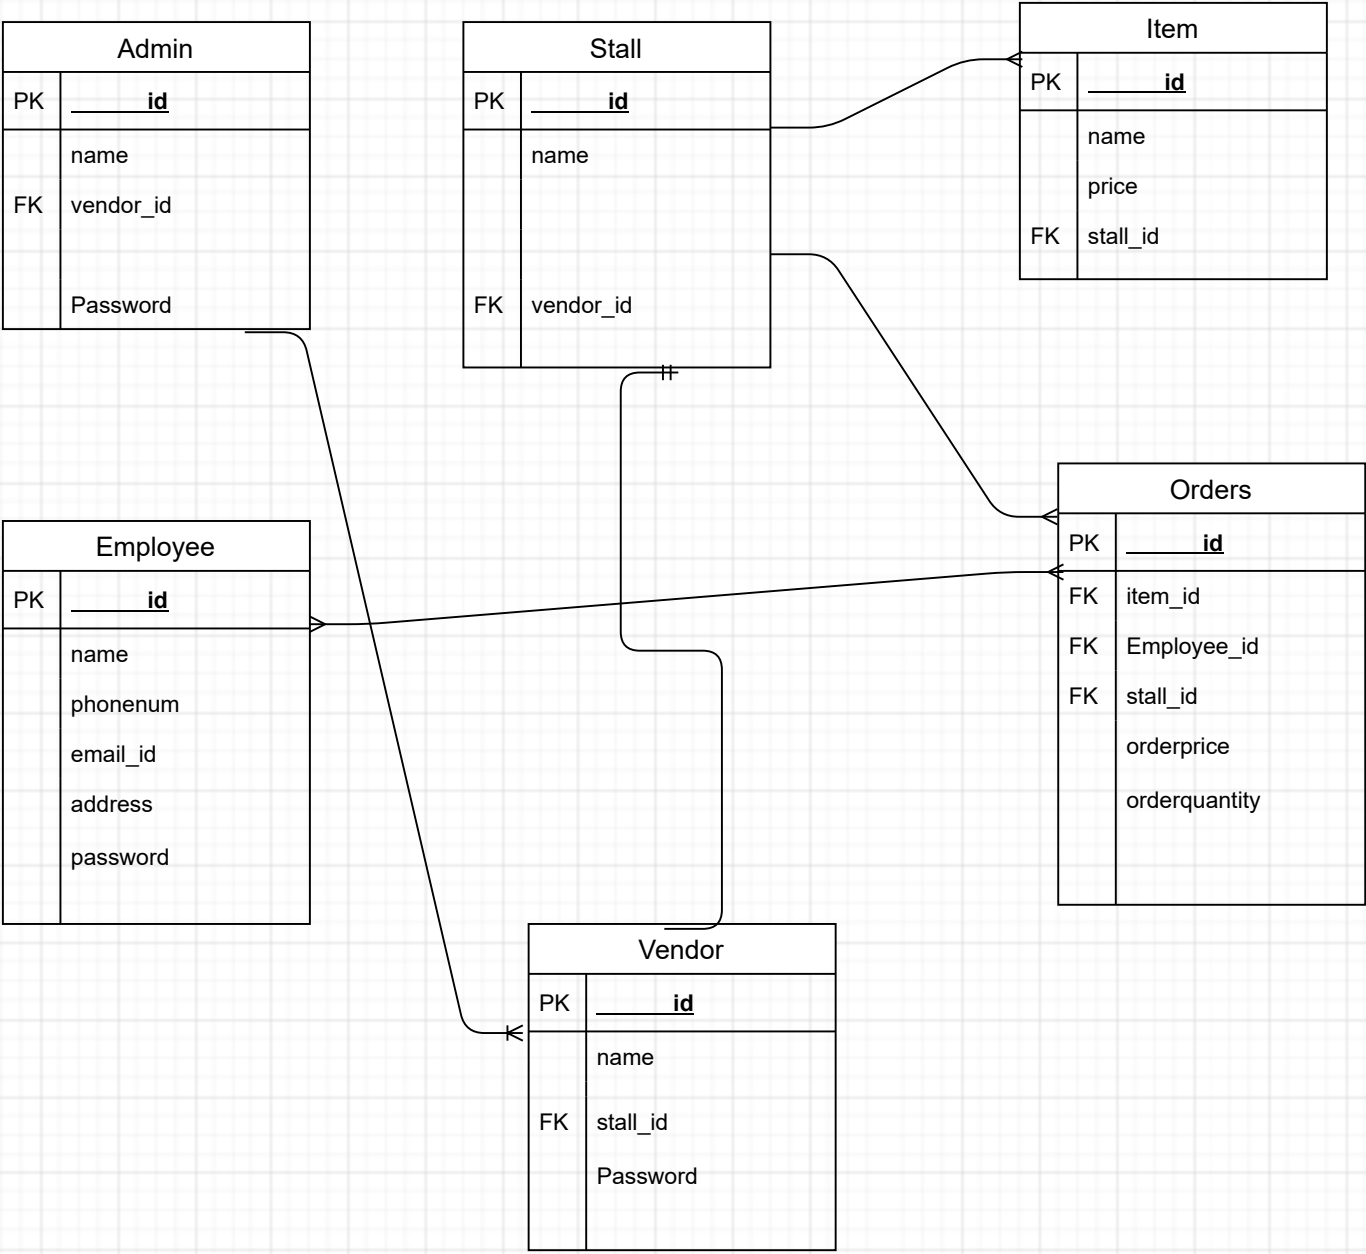 Admin
PK id
name
FK vendor_id
Password
Stall
PK id
name
FK vendor_id
Item
PK id
name
price
FK stall_id
Employee
PK id
name
phonenum
email_id
address
password
Orders
PK id
FK item_id
FK Employee_id
FK stall_id
orderprice
orderquantity
Vendor
PK id
name
FK stall_id
Password